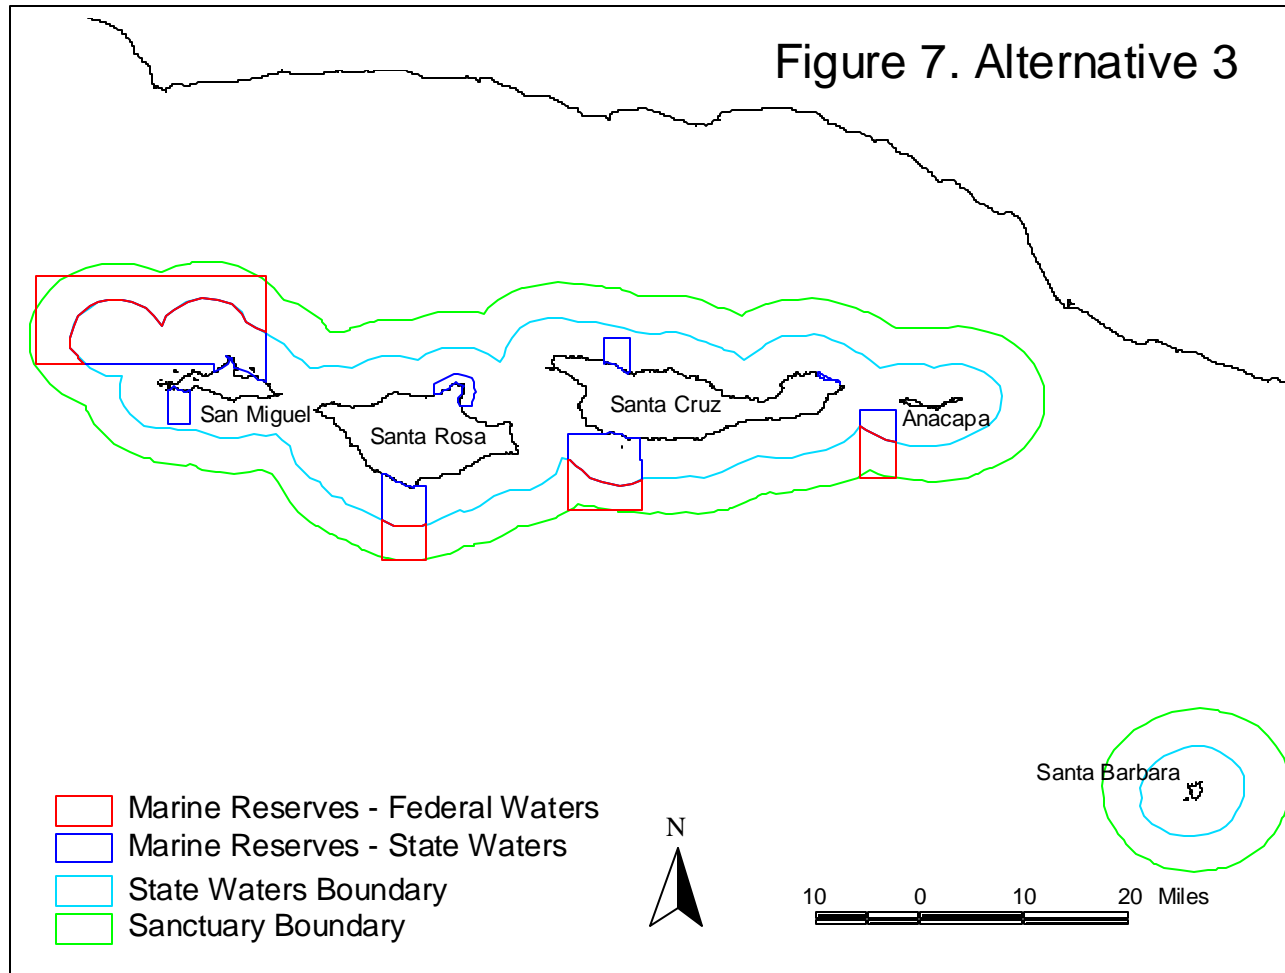 Figure 7. Alternative 3
San Miguel
Santa Rosa
Santa Cruz
Anacapa
Santa Barbara
Marine Reserves - Federal Waters
Marine Reserves - State Waters
State Waters Boundary
Sanctuary Boundary
N
10 0 10 20 Miles